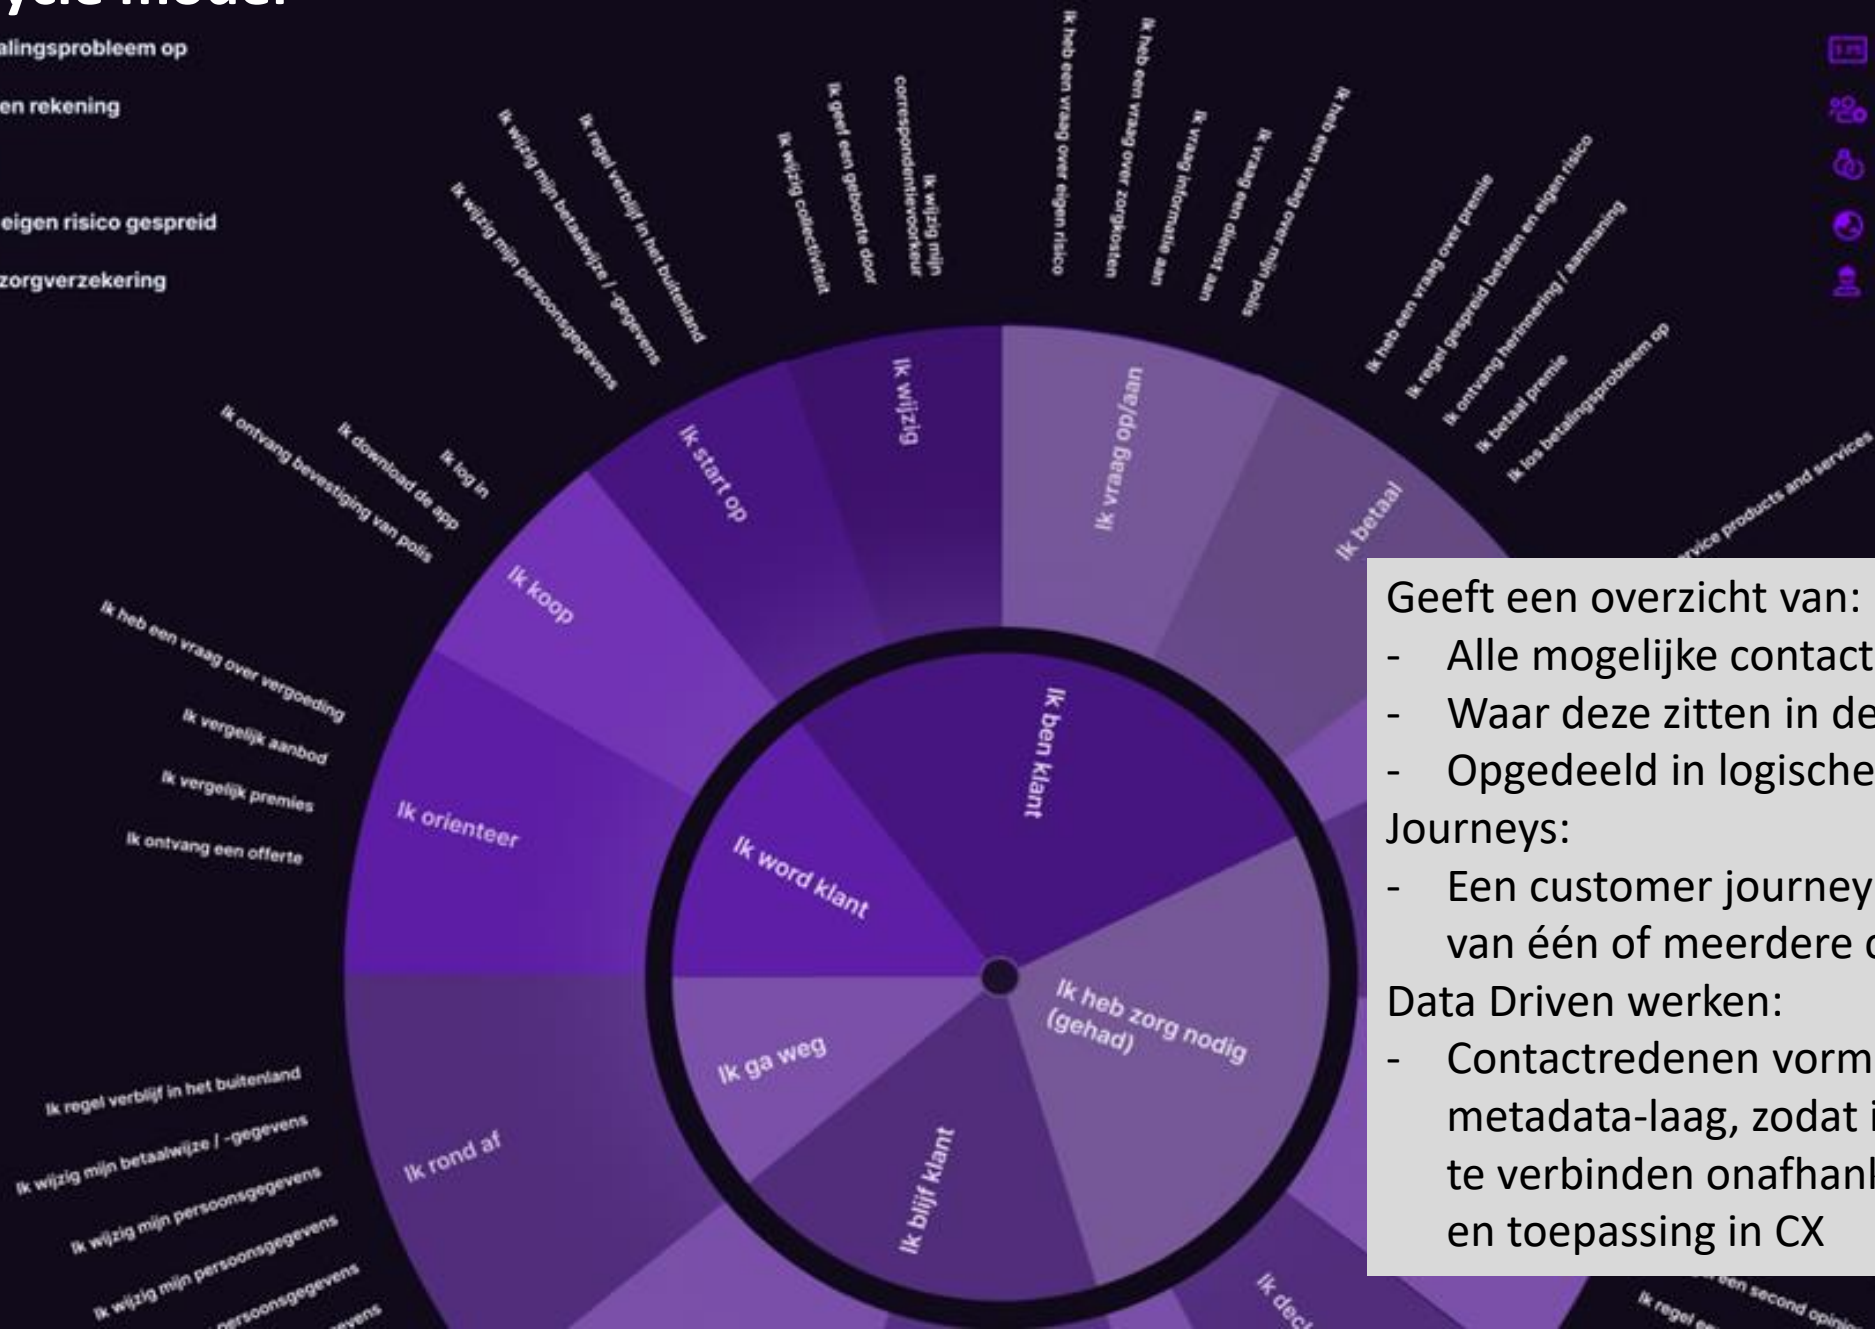 alingsprobleem op
en rekening
eigen risico gespreid
zorgverzekering
Ik heb een vraag over vergoeding
Ik vergelijk aanbod
Ik vergelijk premies
Ik ontvang een offerte
Ik ontvang bevestiging van polis
Ik download de app
Ik log in
Ik wijzig mijn persoonsgegevens
Ik wijzig mijn betaalwijze / -gegevens
Ik regel verblijf in het buitenland
Ik wijzig collectiviteit
Ik geef een geboorte door
Ik wijzig mijn
correspondentievoorkeur
Ik heb een vraag over eigen risico
Ik heb een vraag over zorgkosten
Ik vraag informatie aan
Ik vraag een dienst aan
Ik heb een vraag over mijn polis
Ik heb een vraag over premie
Ik regel gespreid betalen en eigen risico
Ik ontvang herinnering / aanmaning
Ik betaal premie
Ik los betalingsprobleem op
products and services
Ik orienteer
Ik koop
Ik start op
Ik wijzig
Ik vraag op/aan
Ik betaal
Ik word klant
Ik ben klant
Ik heb zorg nodig
(gehad)
Ik blijf klant
Ik ga weg
Ik rond af
Ik regel verblijf in het buitenland
Ik wijzig mijn betaalwijze / -gegevens
Ik wijzig mijn persoonsgegevens
Ik wijzig mijn persoonsgegevens
persoonsgegevens
Ik decl
een second
Ik regel
Geeft een overzicht van:
- Alle mogelijke contact
- Waar deze zitten in de
- Opgedeeld in logische
Journeys:
- Een customer journey
van één of meerdere
Data Driven werken:
- Contactredenen vorm
metadata-laag, zodat
te verbinden onafhank
en toepassing in CX